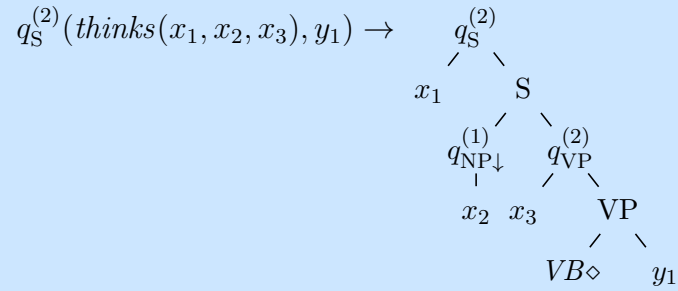 q_S^(2)(thinks(x_1, x_2, x_3), y_1) → q_S^(2)
x_1 S
q_NP↓^(1) q_VP^(2)
x_2 x_3 VP
VB⋄ y_1